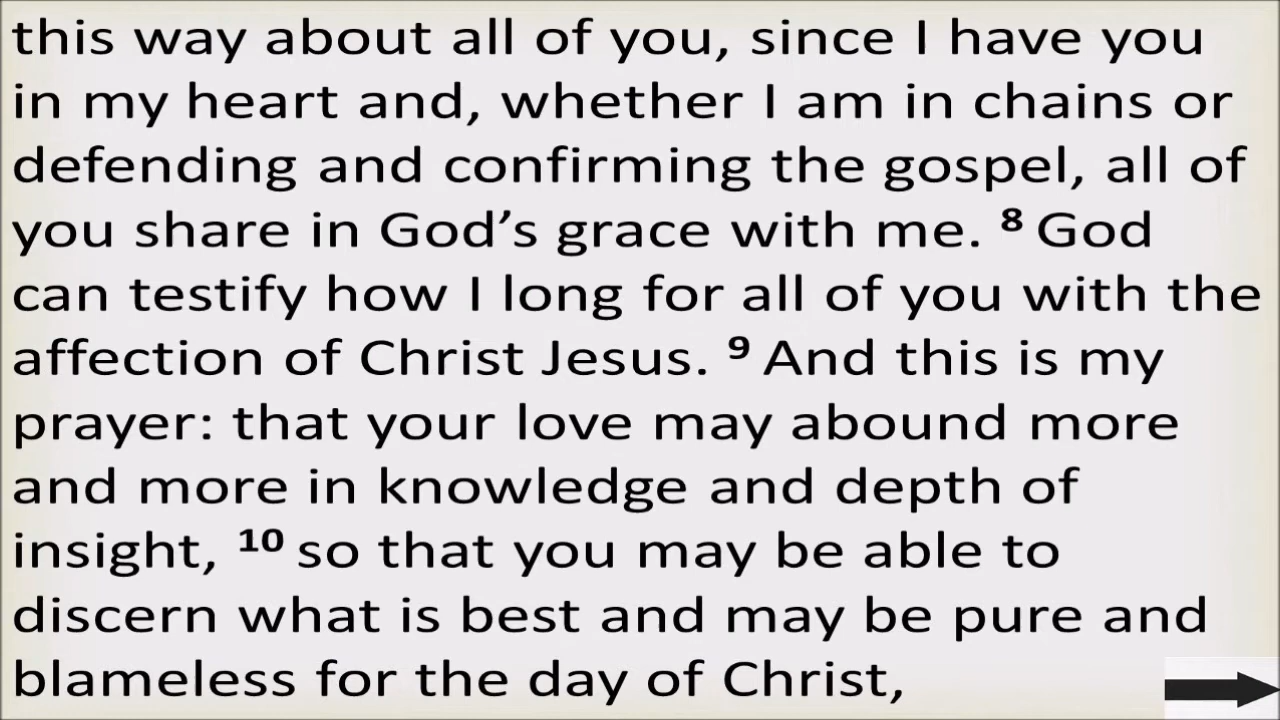 this way about all of you, since I have you
in my heart and, whether I am in chains or
defending and confirming the gospel, all of
you share in God’s grace with me. ⁸ God
can testify how I long for all of you with the
affection of Christ Jesus. ⁹ And this is my
prayer: that your love may abound more
and more in knowledge and depth of
insight, ¹⁰ so that you may be able to
discern what is best and may be pure and
blameless for the day of Christ,